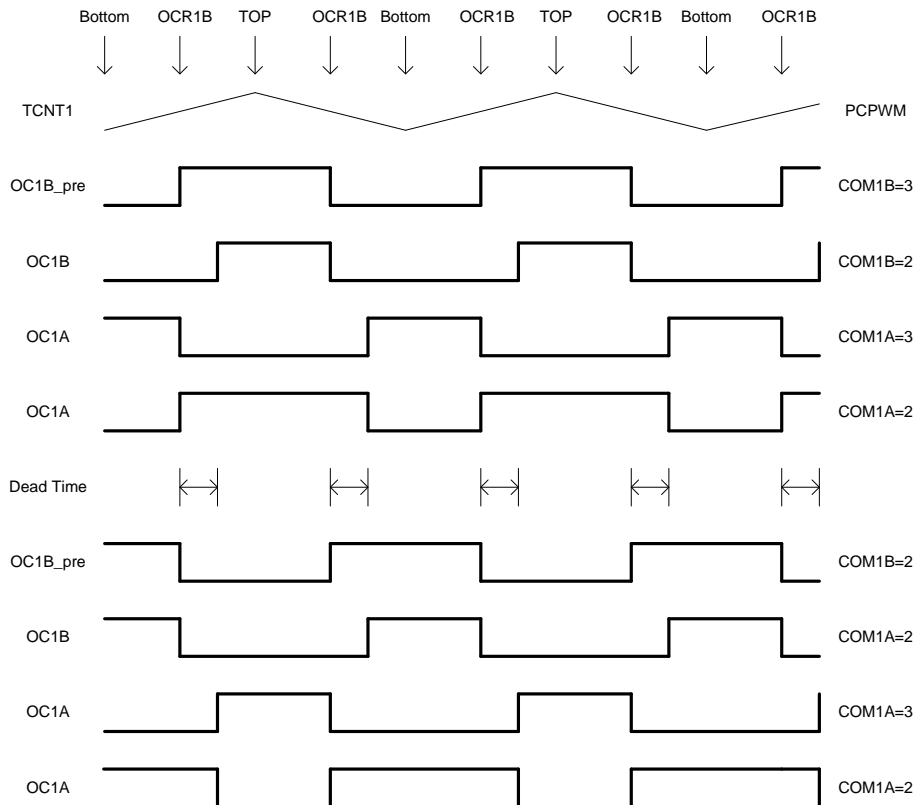 Bottom OCR1B TOP OCR1B Bottom OCR1B TOP OCR1B Bottom OCR1B
TCNT1 PCPWM
OC1B_pre COM1B=3
OC1B COM1B=2
OC1A COM1A=3
OC1A COM1A=2
Dead Time
OC1B_pre COM1B=2
OC1B COM1A=2
OC1A COM1A=3
OC1A COM1A=2